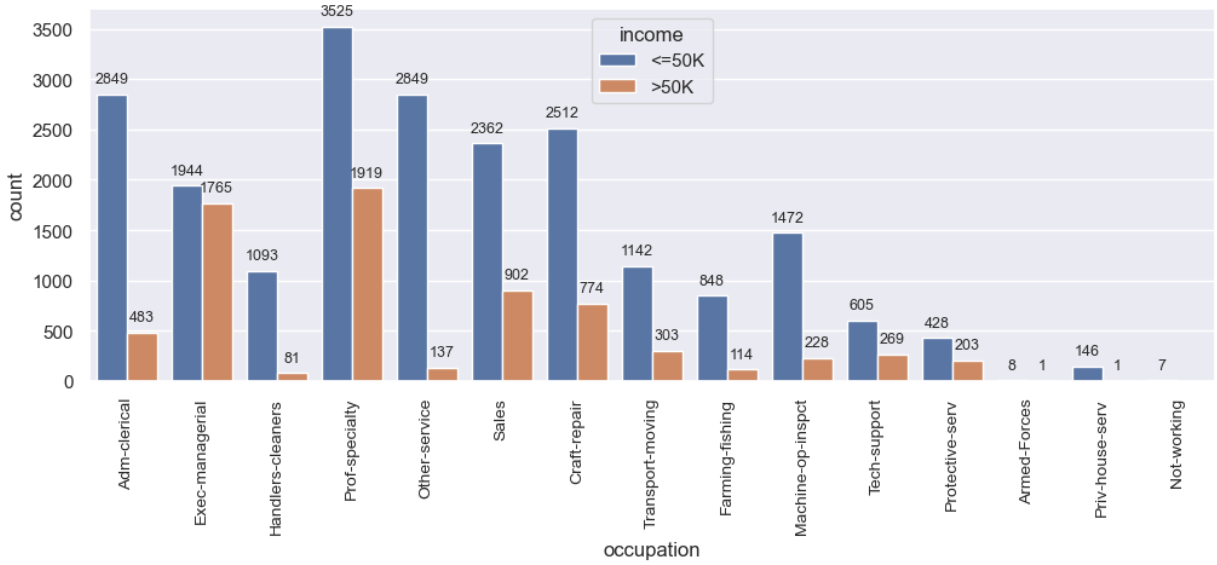 income
<=50K
>50K
count
3500
3000
2500
2000
1500
1000
500
0
2849
483
1944
1765
1093
81
3525
1919
2849
137
2362
902
2512
774
1142
303
848
114
1472
228
605
269
428
203
8
1
146
1
7
Adm-clerical
Exec-managerial
Handlers-cleaners
Prof-specialty
Other-service
Sales
Craft-repair
Transport-moving
Farming-fishing
Machine-op-inspct
Tech-support
Protective-serv
Armed-Forces
Priv-house-serv
Not-working
occupation